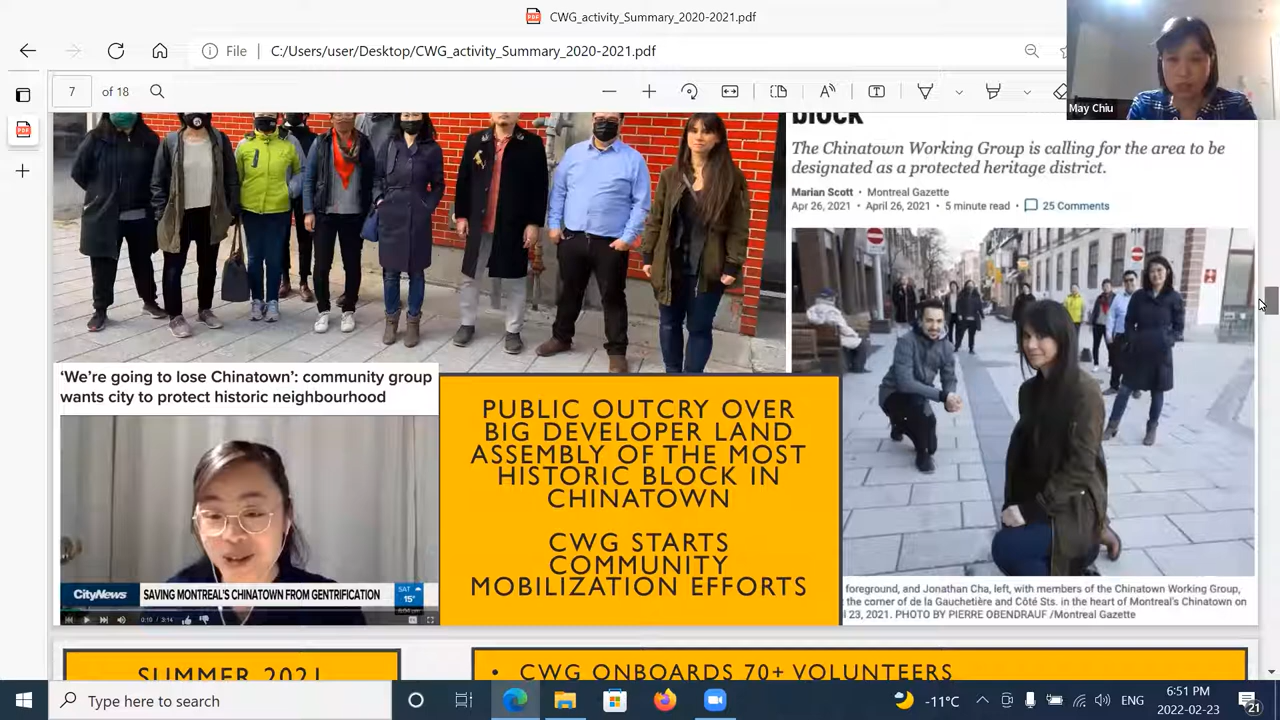 CWG_activity_Summary_2020-2021.pdf
File
C:/Users/user/Desktop/CWG_activity_Summary_2020-2021.pdf
7
of 18
May Chiu
block
The Chinatown Working Group is calling for the area to be
designated as a protected heritage district.
Marian Scott • Montreal Gazette
Apr 26, 2021 • April 26, 2021 • 5 minute read • 25 Comments
‘We’re going to lose Chinatown’: community group
wants city to protect historic neighbourhood
CityNews
SAVING MONTREAL'S CHINATOWN FROM GENTRIFICATION
SAT
15°
0:10 / 3:14
PUBLIC OUTCRY OVER
BIG DEVELOPER LAND
ASSEMBLY OF THE MOST
HISTORIC BLOCK IN
CHINATOWN
CWG STARTS
COMMUNITY
MOBILIZATION EFFORTS
foreground, and Jonathan Cha, left, with members of the Chinatown Working Group,
the corner of de la Gauchetière and Côté Sts. in the heart of Montreal's Chinatown on
23, 2021. PHOTO BY PIERRE OBENDRAUF /Montreal Gazette
SUMMER 2021
• CWG ONBOARDS 70+ VOLUNTEERS
Type here to search
-11°C
ENG
6:51 PM
2022-02-23
21